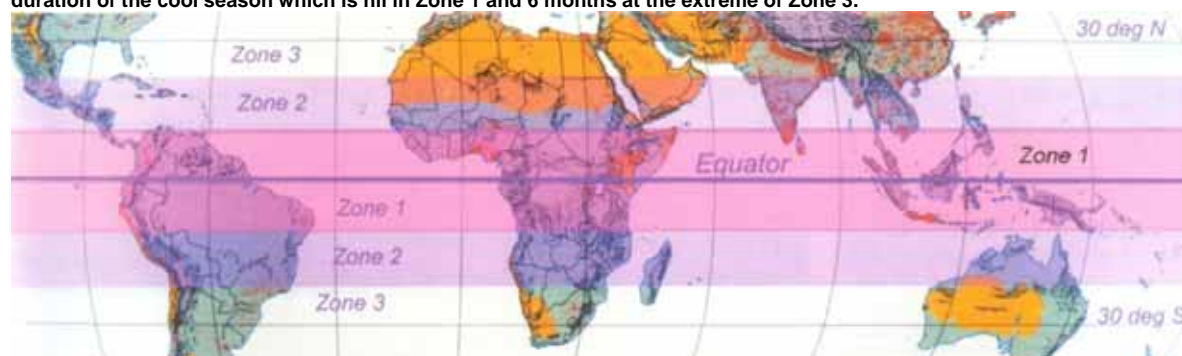 duration of the cool season which is nil in Zone 1 and 6 months at the extreme of Zone 3.
30 deg N
Zone 3
Zone 2
Zone 1
Equator
Zone 1
Zone 2
Zone 3
30 deg S